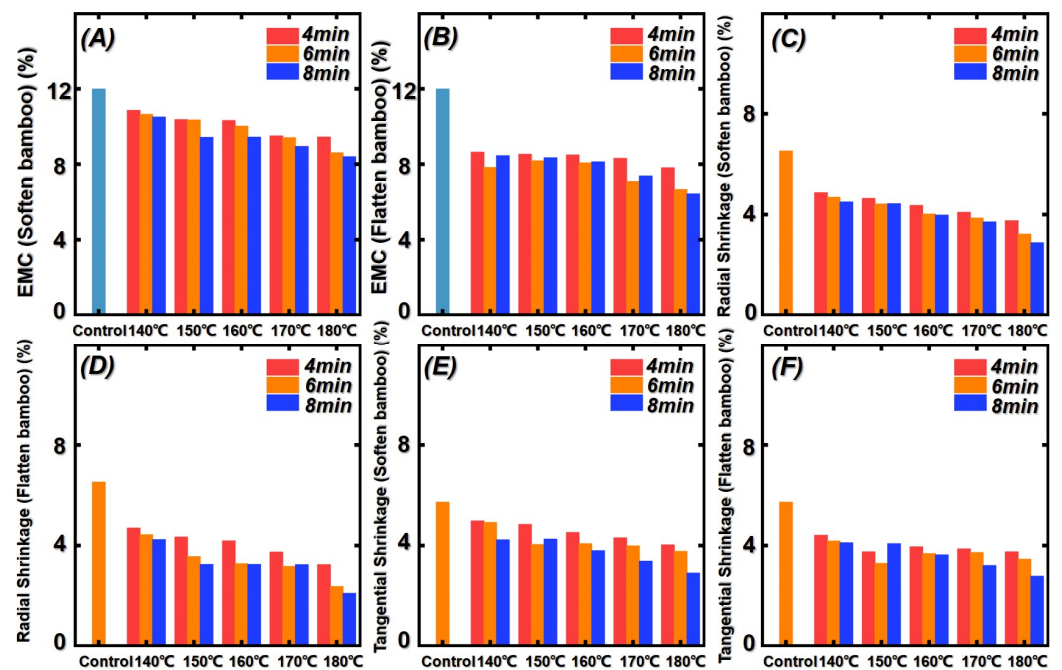 (A)
4min
6min
8min
EMC (Soften bamboo) (%)
12
8
4
0
Control 140℃ 150℃ 160℃ 170℃ 180℃
(B)
4min
6min
8min
EMC (Flatten bamboo) (%)
12
8
4
0
Control 140℃ 150℃ 160℃ 170℃ 180℃
(C)
4min
6min
8min
Radial Shrinkage (Soften bamboo) (%)
8
4
0
Control 140℃ 150℃ 160℃ 170℃ 180℃
(D)
4min
6min
8min
Radial Shrinkage (Flatten bamboo) (%)
8
4
0
Control 140℃ 150℃ 160℃ 170℃ 180℃
(E)
4min
6min
8min
Tangential Shrinkage (Soften bamboo) (%)
8
4
0
Control 140℃ 150℃ 160℃ 170℃ 180℃
(F)
4min
6min
8min
Tangential Shrinkage (Flatten bamboo) (%)
8
4
0
Control 140℃ 150℃ 160℃ 170℃ 180℃